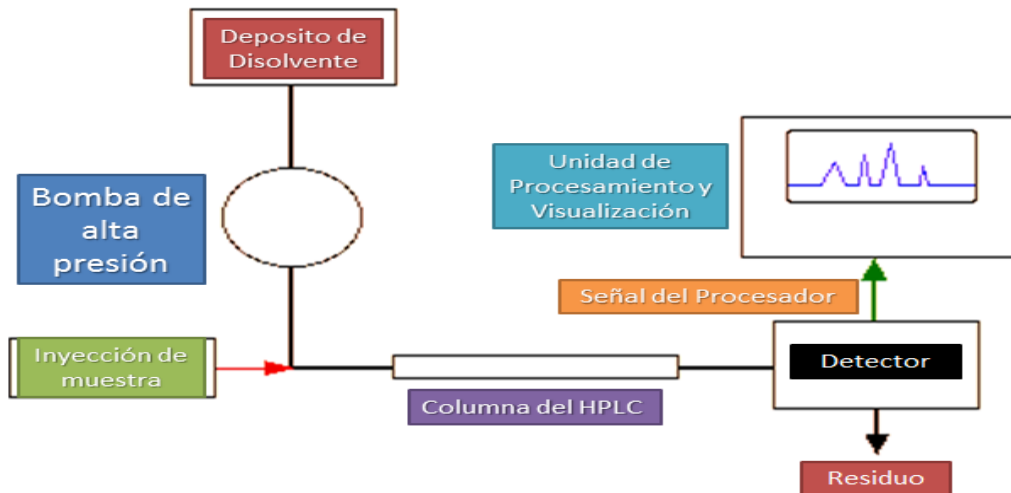 Deposito de
Disolvente
Bomba de
alta
presión
Unidad de
Procesamiento y
Visualización
Señal del Procesador
Inyección de
muestra
Detector
Columna del HPLC
Residuo